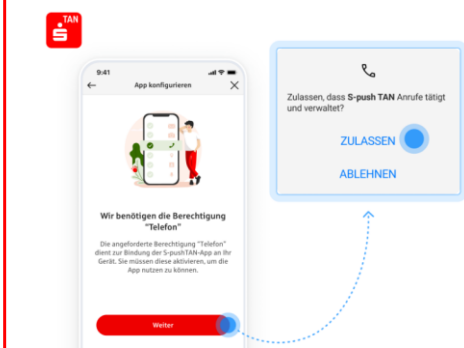 TAN
S
9:41
App konfigurieren
Wir benötigen die Berechtigung
"Telefon"
Die angeforderte Berechtigung "Telefon"
dient zur Bindung der S-pushTAN-App an Ihr
Gerät. Sie müssen diese aktivieren, um die
App nutzen zu können.
Weiter
Zulassen, dass S-push TAN Anrufe tätigt
und verwaltet?
ZULASSEN
ABLEHNEN